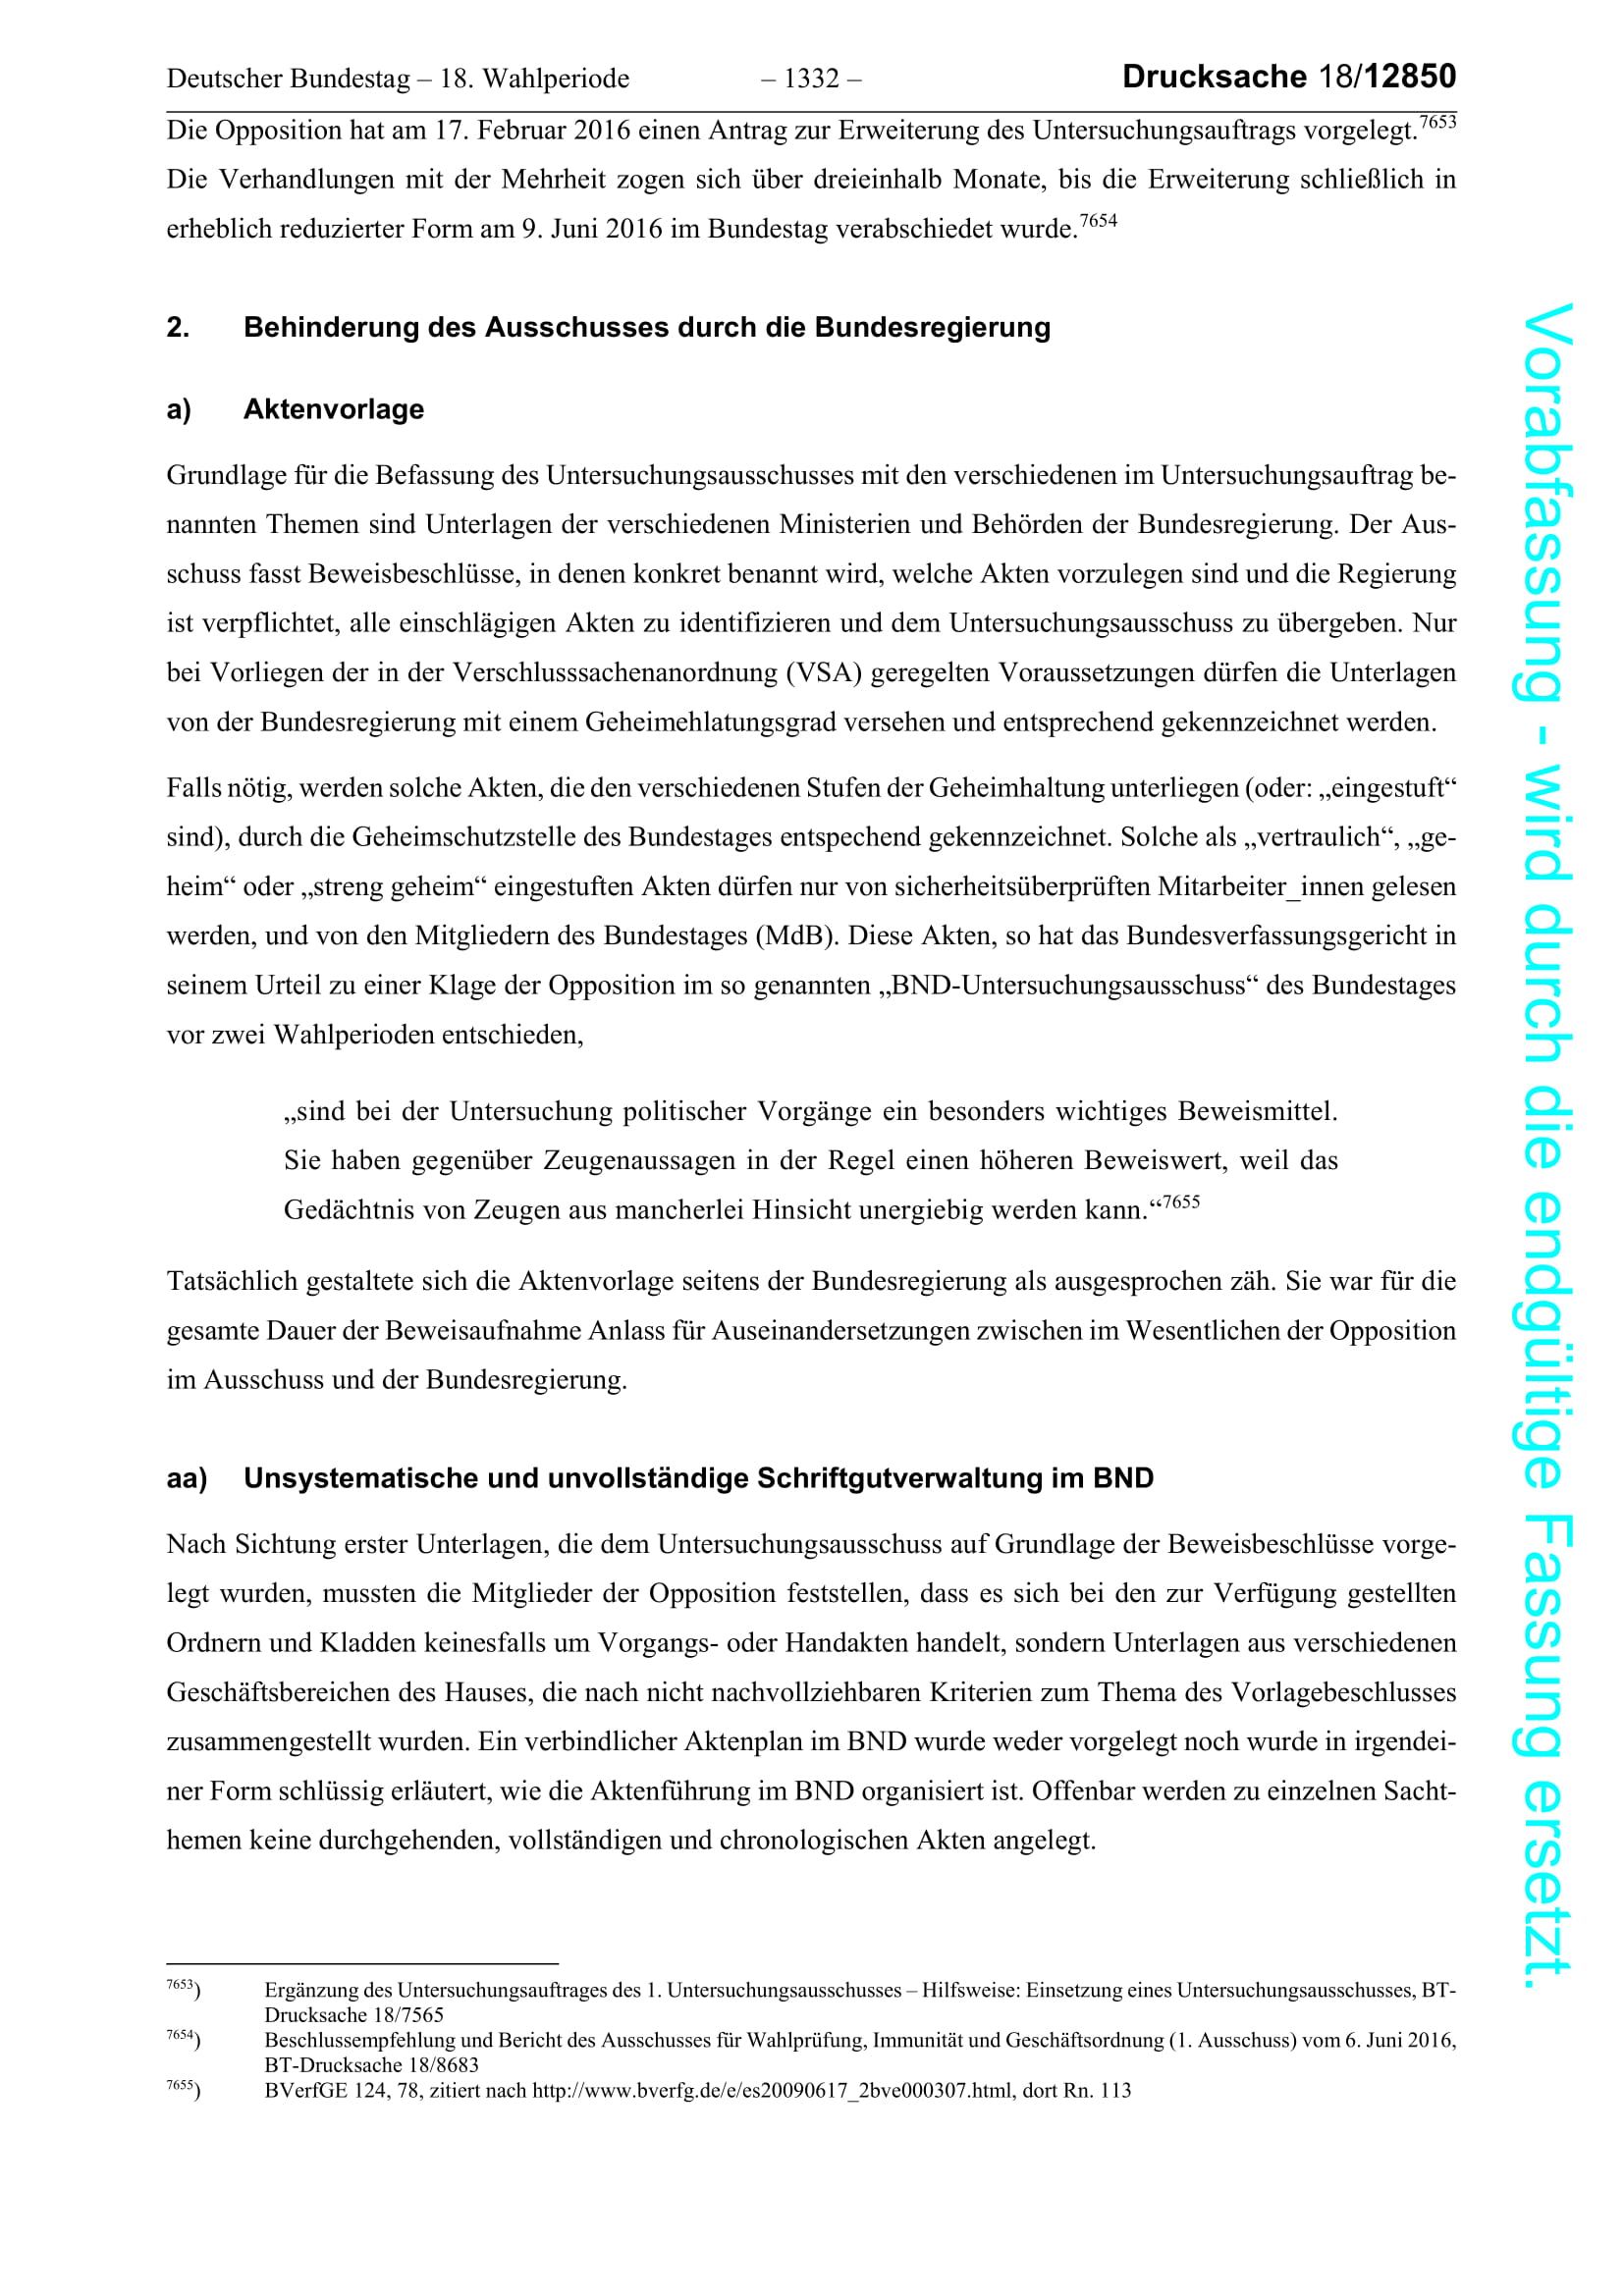 Deutscher Bundestag – 18. Wahlperiode – 1332 – Drucksache 18/12850
Die Opposition hat am 17. Februar 2016 einen Antrag zur Erweiterung des Untersuchungsauftrags vorgelegt.7653
Die Verhandlungen mit der Mehrheit zogen sich über dreieinhalb Monate, bis die Erweiterung schließlich in
erheblich reduzierter Form am 9. Juni 2016 im Bundestag verabschiedet wurde.7654
2. Behinderung des Ausschusses durch die Bundesregierung
a) Aktenvorlage
Grundlage für die Befassung des Untersuchungsausschusses mit den verschiedenen im Untersuchungsauftrag be-
nannten Themen sind Unterlagen der verschiedenen Ministerien und Behörden der Bundesregierung. Der Aus-
schuss fasst Beweisbeschlüsse, in denen konkret benannt wird, welche Akten vorzulegen sind und die Regierung
ist verpflichtet, alle einschlägigen Akten zu identifizieren und dem Untersuchungsausschuss zu übergeben. Nur
bei Vorliegen der in der Verschlusssachenanordnung (VSA) geregelten Voraussetzungen dürfen die Unterlagen
von der Bundesregierung mit einem Geheimehlatungsgrad versehen und entsprechend gekennzeichnet werden.
Falls nötig, werden solche Akten, die den verschiedenen Stufen der Geheimhaltung unterliegen (oder: „eingestuft“
sind), durch die Geheimschutzstelle des Bundestages entspechend gekennzeichnet. Solche als „vertraulich“, „ge-
heim“ oder „streng geheim“ eingestuften Akten dürfen nur von sicherheitsüberprüften Mitarbeiter_innen gelesen
werden, und von den Mitgliedern des Bundestages (MdB). Diese Akten, so hat das Bundesverfassungsgericht in
seinem Urteil zu einer Klage der Opposition im so genannten „BND-Untersuchungsausschuss“ des Bundestages
vor zwei Wahlperioden entschieden,
„sind bei der Untersuchung politischer Vorgänge ein besonders wichtiges Beweismittel.
Sie haben gegenüber Zeugenaussagen in der Regel einen höheren Beweiswert, weil das
Gedächtnis von Zeugen aus mancherlei Hinsicht unergiebig werden kann.“7655
Tatsächlich gestaltete sich die Aktenvorlage seitens der Bundesregierung als ausgesprochen zäh. Sie war für die
gesamte Dauer der Beweisaufnahme Anlass für Auseinandersetzungen zwischen im Wesentlichen der Opposition
im Ausschuss und der Bundesregierung.
aa) Unsystematische und unvollständige Schriftgutverwaltung im BND
Nach Sichtung erster Unterlagen, die dem Untersuchungsausschuss auf Grundlage der Beweisbeschlüsse vorge-
legt wurden, mussten die Mitglieder der Opposition feststellen, dass es sich bei den zur Verfügung gestellten
Ordnern und Kladden keinesfalls um Vorgangs- oder Handakten handelt, sondern Unterlagen aus verschiedenen
Geschäftsbereichen des Hauses, die nach nicht nachvollziehbaren Kriterien zum Thema des Vorlagebeschlusses
zusammengestellt wurden. Ein verbindlicher Aktenplan im BND wurde weder vorgelegt noch wurde in irgendei-
ner Form schlüssig erläutert, wie die Aktenführung im BND organisiert ist. Offenbar werden zu einzelnen Sacht-
hemen keine durchgehenden, vollständigen und chronologischen Akten angelegt.
7653) Ergänzung des Untersuchungsauftrages des 1. Untersuchungsausschusses – Hilfsweise: Einsetzung eines Untersuchungsausschusses, BT-
Drucksache 18/7565
7654) Beschlussempfehlung und Bericht des Ausschusses für Wahlprüfung, Immunität und Geschäftsordnung (1. Ausschuss) vom 6. Juni 2016,
BT-Drucksache 18/8683
7655) BVerfGE 124, 78, zitiert nach http://www.bverfg.de/e/es20090617_2bve000307.html, dort Rn. 113
Vorabfassung - wird durch die endgültige Fassung ersetzt.